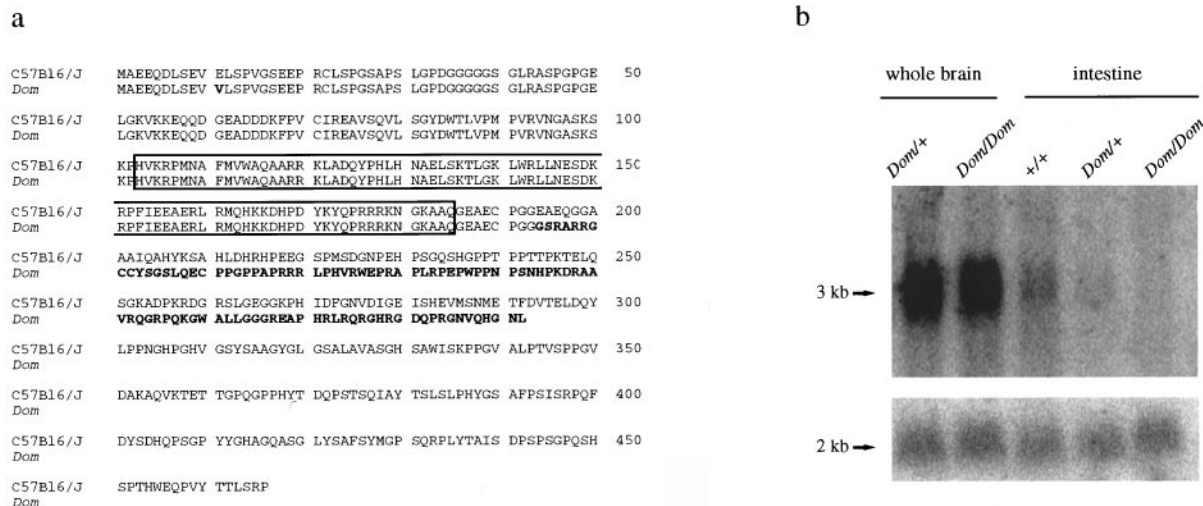 a
C57Bl6/J MAEEQDLSEV ELSPVGSEEP RCLSPGSAPS LGPDGGGGGS GLRASPGPGE 50
Dom MAEEQDLSEV VLSPVGSEEP RCLSPGSAPS LGPDGGGGGS GLRASPGPGE
C57Bl6/J LGKVKKEQQD GEADDDKFPV CIREAVSQVL SGYDWTLVPM PVRVNGASKS 100
Dom LGKVKKEQQD GEADDDKFPV CIREAVSQVL SGYDWTLVPM PVRVNGASKS
C57Bl6/J KPHVKRPMNA FMVWAQAARR KLADQYPHLH NAELSKTLGK LWRLLNESDK 150
Dom KPHVKRPMNA FMVWAQAARR KLADQYPHLH NAELSKTLGK LWRLLNESDK
C57Bl6/J RPFIEEAERL RMQHKKDHPD YKYQPRRRKN GKAAQGEAEC PGGEAEQGGA 200
Dom RPFIEEAERL RMQHKKDHPD YKYQPRRRKN GKAAQGEAEC PGGGSRARRG
C57Bl6/J AAIQAHYKSA HLDHRHPEEG SPMSDGNPEH PSGQSHGPPT PPTTPKTELQ 250
Dom CCYSGSLQEC PPGPPAPRRR LPHVRWEPRA PLRPEPWPPN PSNHPKDRAA
C57Bl6/J SGKADPKRDG RSLGEGGKPH IDFGNVDIGE ISHEVMSNME TFDVTELDQY 300
Dom VRQGRPQKGW ALLGGGREAP HRLRQRGHRG DQPRGNVQHG NL
C57Bl6/J LPPNGHPGHV GSYSAAGYGL GSALAVASGH SAWISKPPGV ALPTVSPPGV 350
Dom
C57Bl6/J DAKAQVKTET TGPQGPPHYT DQPSTSQIAY TSLSLPHYGS AFPSISRPQF 400
Dom
C57Bl6/J DYSDHQPSGP YYGHAGQASG LYSAFSYMGP SQRPLYTAIS DPSPSGPQSH 450
Dom
C57Bl6/J SPTHWEQPVY TTLSRP
Dom
b
whole brain intestine
Dom/+ Dom/Dom +/+ Dom/+ Dom/Dom
3 kb
2 kb